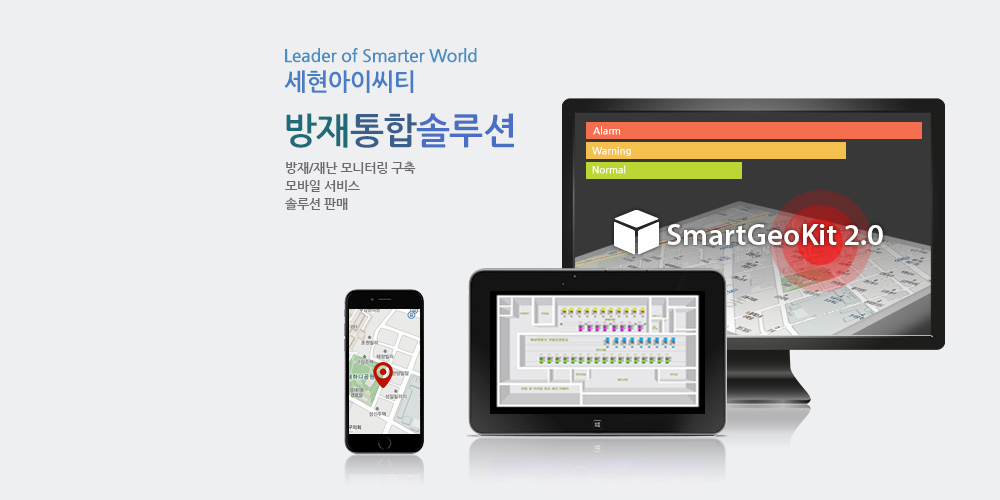 Leader of Smarter World
세현아이씨티
방재통합솔루션
방재/재난 모니터링 구축
모바일 서비스
솔루션 판매
Alarm
Warning
Normal
SmartGeoKit 2.0